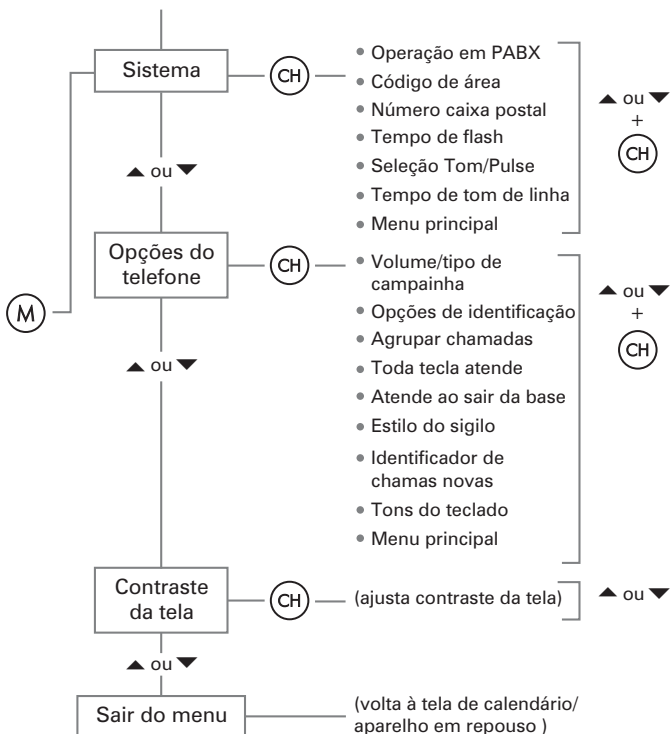 Sistema
CH
• Operação em PABX
• Código de área
• Número caixa postal
• Tempo de flash
• Seleção Tom/Pulse
• Tempo de tom de linha
• Menu principal
▲ ou ▼
+
CH
▲ ou ▼
Opções do
telefone
CH
• Volume/tipo de
campainha
• Opções de identificação
• Agrupar chamadas
• Toda tecla atende
• Atende ao sair da base
• Estilo do sigilo
• Identificador de
chamas novas
• Tons do teclado
• Menu principal
▲ ou ▼
+
CH
M
▲ ou ▼
Contraste
da tela
CH
(ajusta contraste da tela)
▲ ou ▼
▲ ou ▼
Sair do menu
(volta à tela de calendário/
aparelho em repouso )